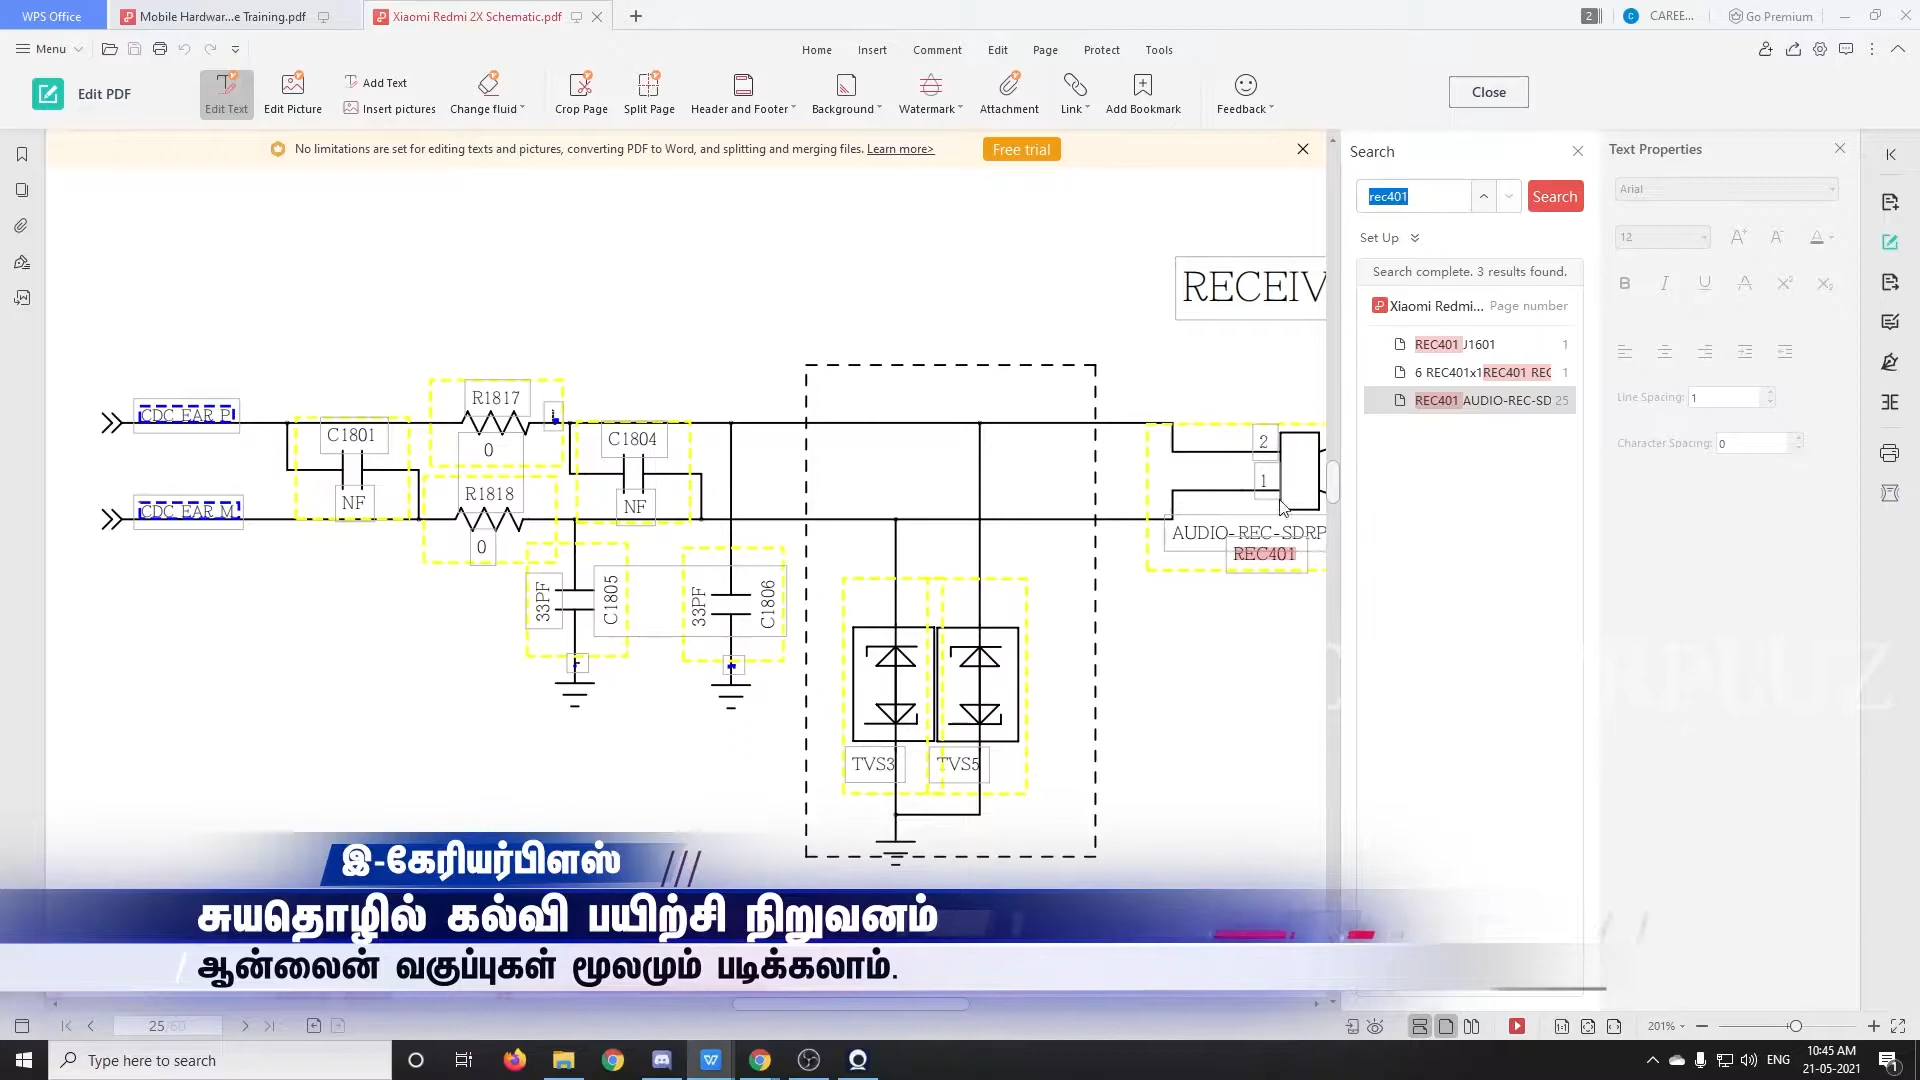 WPS Office
Mobile Hardwar...e Training.pdf
Xiaomi Redmi 2X Schematic.pdf
2
C
CAREE...
Go Premium
Menu
Home
Insert
Comment
Edit
Page
Protect
Tools
Edit PDF
Edit Text
Edit Picture
Add Text
Insert pictures
Change fluid
Crop Page
Split Page
Header and Footer
Background
Watermark
Attachment
Link
Add Bookmark
Feedback
Close
No limitations are set for editing texts and pictures, converting PDF to Word, and splitting and merging files. Learn more>
Free trial
Search
rec401
Search
Set Up
Search complete. 3 results found.
Xiaomi Redmi... Page number
REC401 J1601 1
6 REC401x1REC401 REC 1
REC401 AUDIO-REC-SD 25
Text Properties
Arial
12
B I U A X² X₂
Line Spacing: 1
Character Spacing: 0
RECEIV
CDC_EAR_P
C1801
NF
R1817
0
C1804
NF
CDC_EAR_M
R1818
0
33PF
C1805
33PF
C1806
2
1
AUDIO-REC-SDRP
REC401
TVS3
TVS5
இ-கேரியர்பிளஸ்
சுயதொழில் கல்வி பயிற்சி நிறுவனம்
ஆன்லைன் வகுப்புகள் மூலமும் படிக்கலாம்.
25/60
201%
Type here to search
ENG
10:45 AM
21-05-2021
1